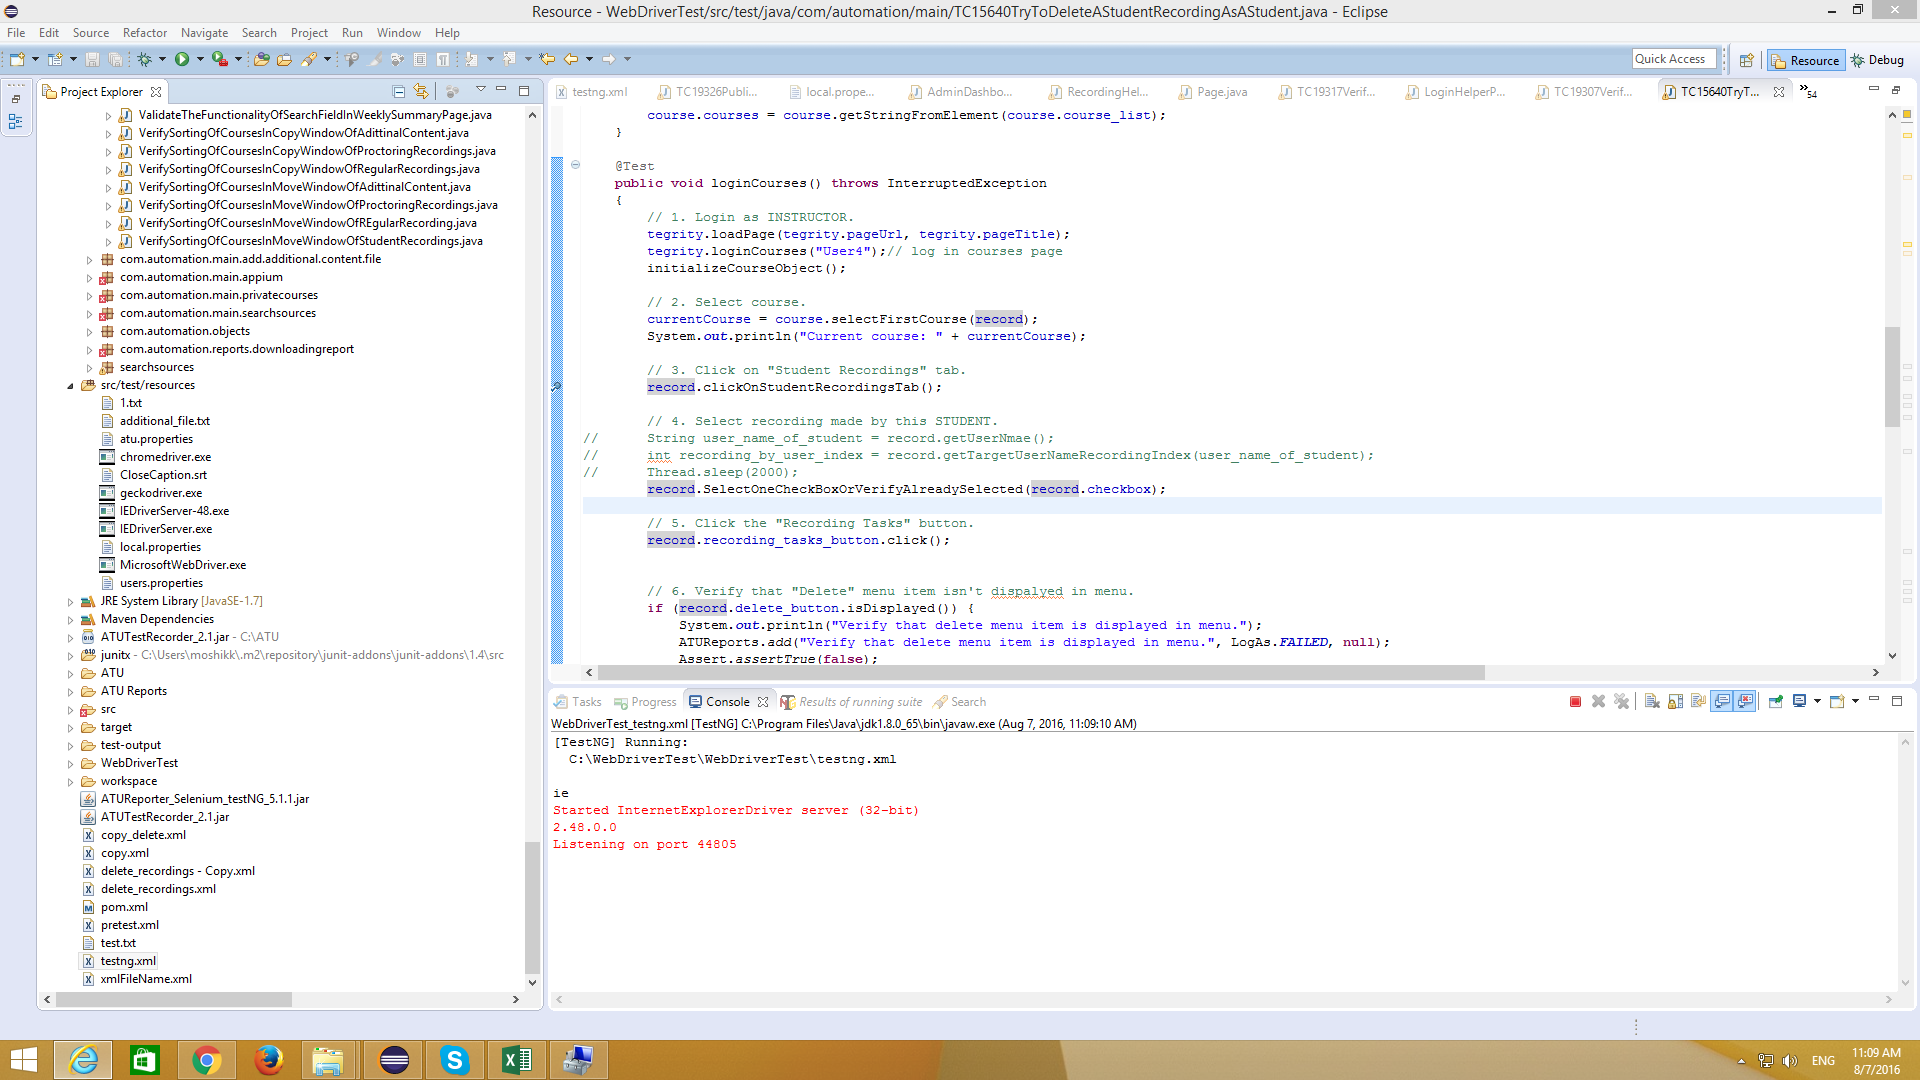 Resource - WebDriverTest/src/test/java/com/automation/main/TC15640TryToDeleteAStudentRecordingAsAStudent.java - Eclipse
File Edit Source Refactor Navigate Search Project Run Window Help
Quick Access
Resource
Debug
Project Explorer
ValidateTheFunctionalityOfSearchFieldInWeeklySummaryPage.java
VerifySortingOfCoursesInCopyWindowOfAdittinalContent.java
VerifySortingOfCoursesInCopyWindowOfProctoringRecordings.java
VerifySortingOfCoursesInCopyWindowOfRegularRecordings.java
VerifySortingOfCoursesInMoveWindowOfAdittinalContent.java
VerifySortingOfCoursesInMoveWindowOfProctoringRecordings.java
VerifySortingOfCoursesInMoveWindowOfREgularRecording.java
VerifySortingOfCoursesInMoveWindowOfStudentRecordings.java
com.automation.main.add.additional.content.file
com.automation.main.appium
com.automation.main.privatecourses
com.automation.main.searchsources
com.automation.objects
com.automation.reports.downloadingreport
searchsources
src/test/resources
1.txt
additional_file.txt
atu.properties
chromedriver.exe
CloseCaption.srt
geckodriver.exe
IEDriverServer-48.exe
IEDriverServer.exe
local.properties
MicrosoftWebDriver.exe
users.properties
JRE System Library [JavaSE-1.7]
Maven Dependencies
ATUTestRecorder_2.1.jar - C:\ATU
junitx - C:\Users\moshikk\.m2\repository\junit-addons\junit-addons\1.4\src
ATU
ATU Reports
src
target
test-output
WebDriverTest
workspace
ATUReporter_Selenium_testNG_5.1.1.jar
ATUTestRecorder_2.1.jar
copy_delete.xml
copy.xml
delete_recordings - Copy.xml
delete_recordings.xml
pom.xml
pretest.xml
test.txt
testng.xml
xmlFileName.xml
testng.xml TC19326Publi... local.prope... AdminDashbo... RecordingHel... Page.java TC19317Verif... LoginHelperP... TC19307Verif... TC15640TryT... 54
course.courses = course.getStringFromElement(course.course_list);
}
@Test
public void loginCourses() throws InterruptedException
{
// 1. Login as INSTRUCTOR.
tegrity.loadPage(tegrity.pageUrl, tegrity.pageTitle);
tegrity.loginCourses("User4");// log in courses page
initializeCourseObject();
// 2. Select course.
currentCourse = course.selectFirstCourse(record);
System.out.println("Current course: " + currentCourse);
// 3. Click on "Student Recordings" tab.
record.clickOnStudentRecordingsTab();
// 4. Select recording made by this STUDENT.
// String user_name_of_student = record.getUserNmae();
// int recording_by_user_index = record.getTargetUserNameRecordingIndex(user_name_of_student);
// Thread.sleep(2000);
record.SelectOneCheckBoxOrVerifyAlreadySelected(record.checkbox);
// 5. Click the "Recording Tasks" button.
record.recording_tasks_button.click();
// 6. Verify that "Delete" menu item isn't dispalyed in menu.
if (record.delete_button.isDisplayed()) {
System.out.println("Verify that delete menu item is displayed in menu.");
ATUReports.add("Verify that delete menu item is displayed in menu.", LogAs.FAILED, null);
Assert.assertTrue(false);
Tasks Progress Console Results of running suite Search
WebDriverTest_testng.xml [TestNG] C:\Program Files\Java\jdk1.8.0_65\bin\javaw.exe (Aug 7, 2016, 11:09:10 AM)
[TestNG] Running:
C:\WebDriverTest\WebDriverTest\testng.xml
ie
Started InternetExplorerDriver server (32-bit)
2.48.0.0
Listening on port 44805
ENG
11:09 AM
8/7/2016